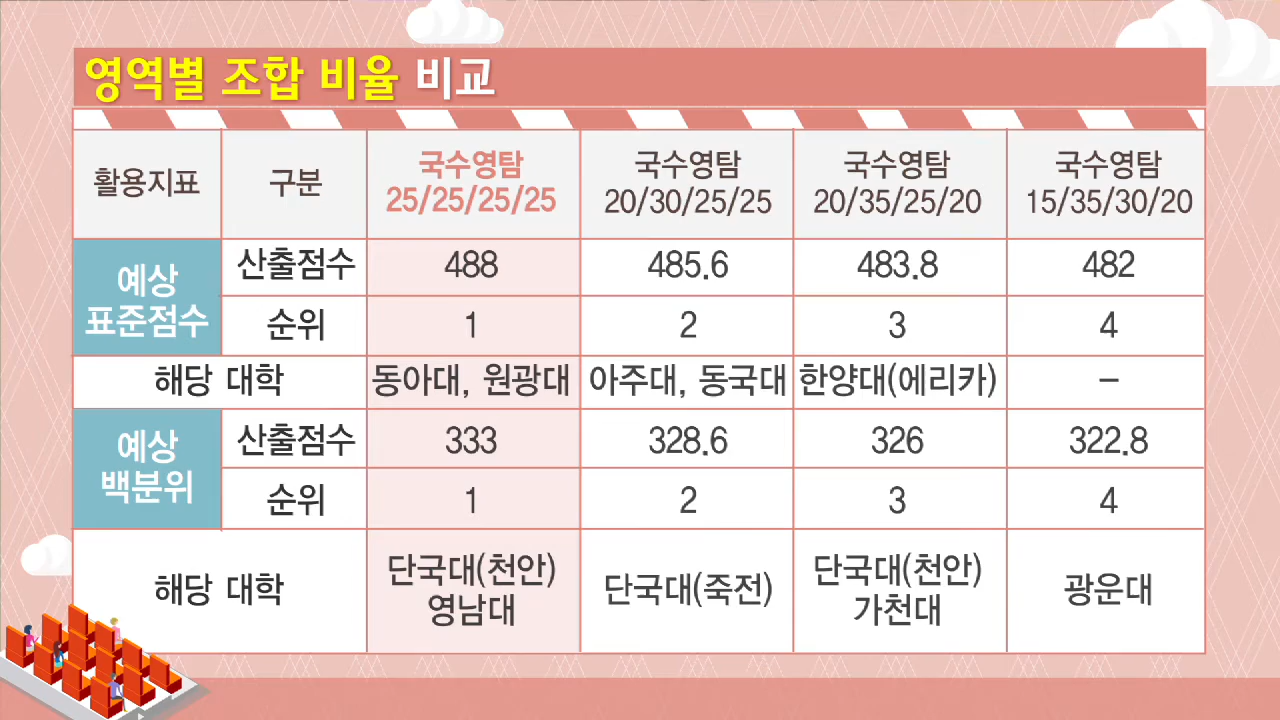 영역별 조합 비율 비교
활용지표 구분 국수영탐 국수영탐 국수영탐 국수영탐
25/25/25/25 20/30/25/25 20/35/25/20 15/35/30/20
예상
표준점수
산출점수 488 485.6 483.8 482
순위 1 2 3 4
해당 대학 동아대, 원광대 아주대, 동국대 한양대(에리카) –
예상
백분위
산출점수 333 328.6 326 322.8
순위 1 2 3 4
해당 대학 단국대(천안) 단국대(죽전) 단국대(천안) 광운대
영남대 가천대